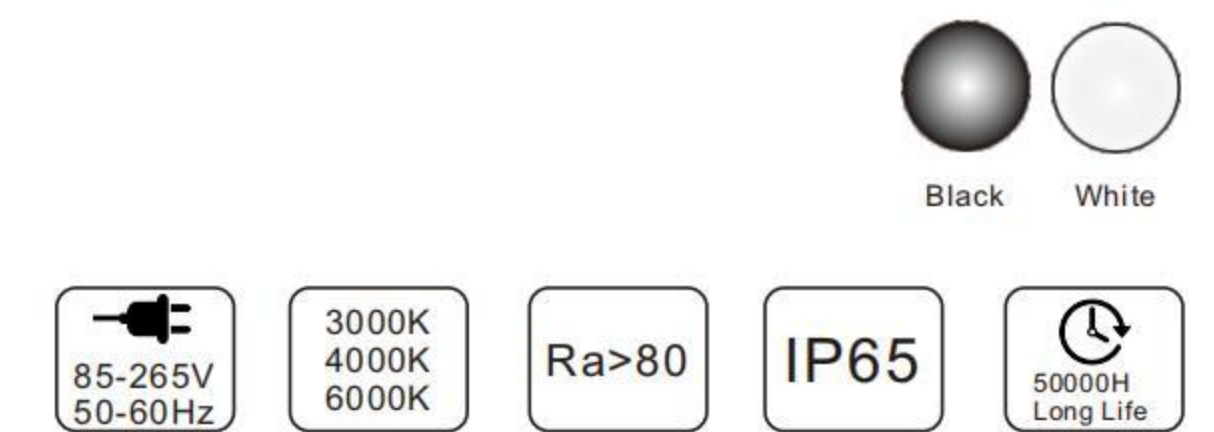 Black White
85-265V
50-60Hz
3000K
4000K
6000K
Ra>80
IP65
50000H
Long Life